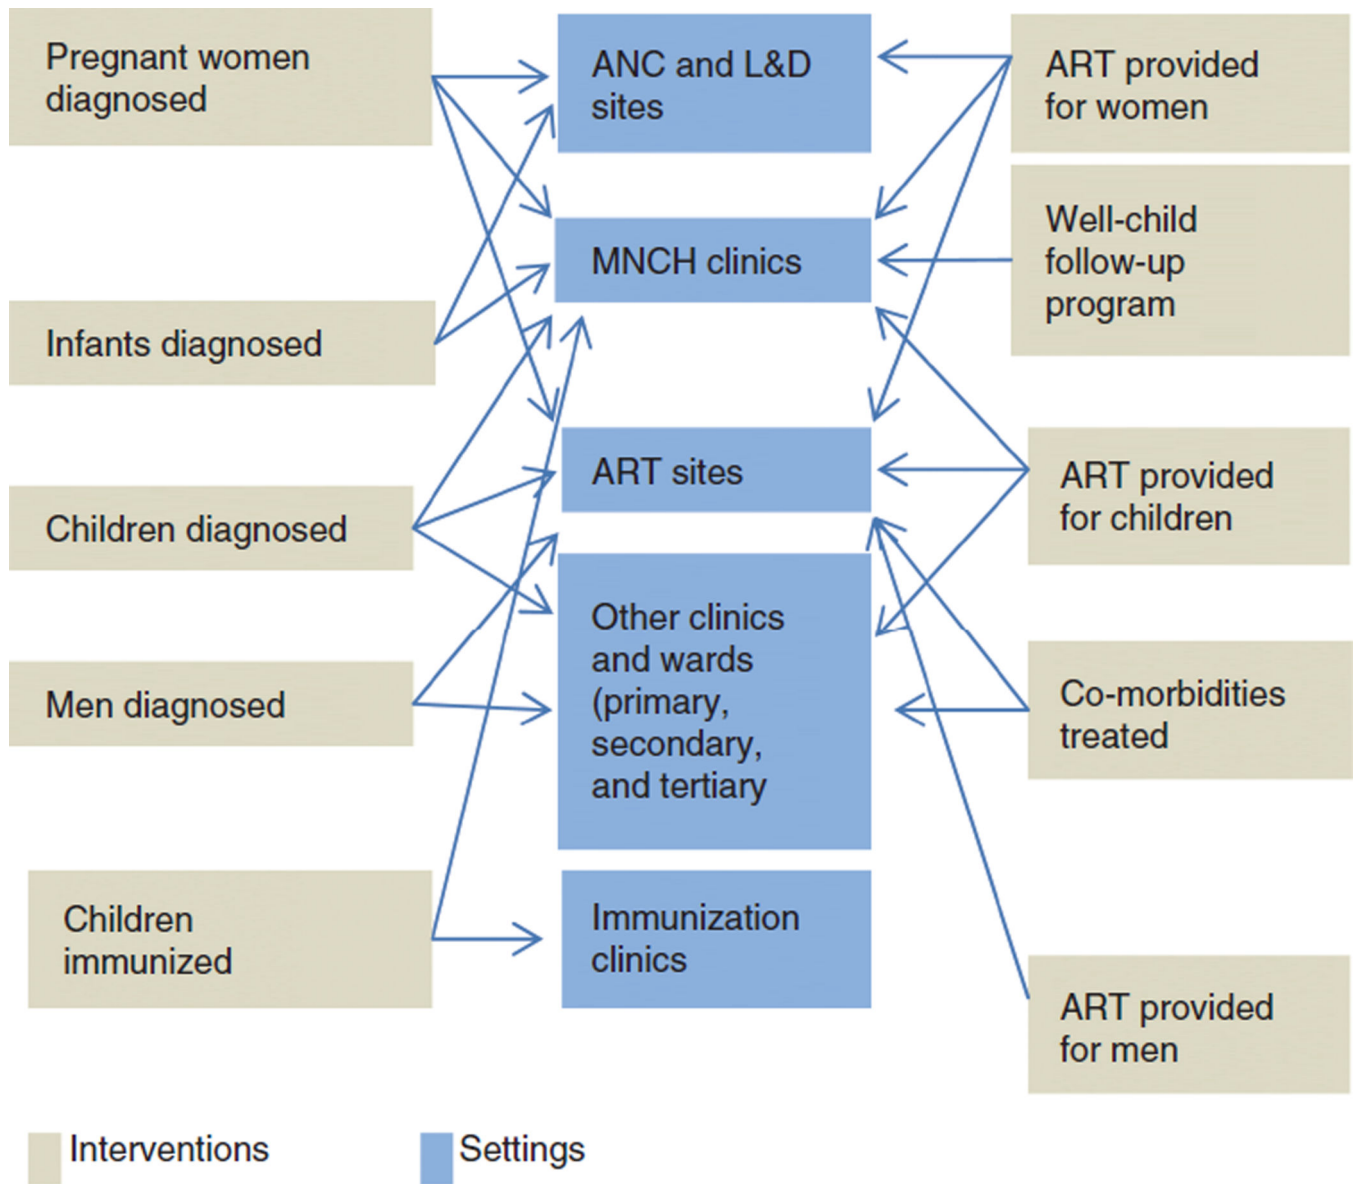 Pregnant women
diagnosed
Infants diagnosed
Children diagnosed
Men diagnosed
Children
immunized
ANC and L&D
sites
MNCH clinics
ART sites
Other clinics
and wards
(primary,
secondary,
and tertiary
Immunization
clinics
ART provided
for women
Well-child
follow-up
program
ART provided
for children
Co-morbidities
treated
ART provided
for men
Interventions
Settings